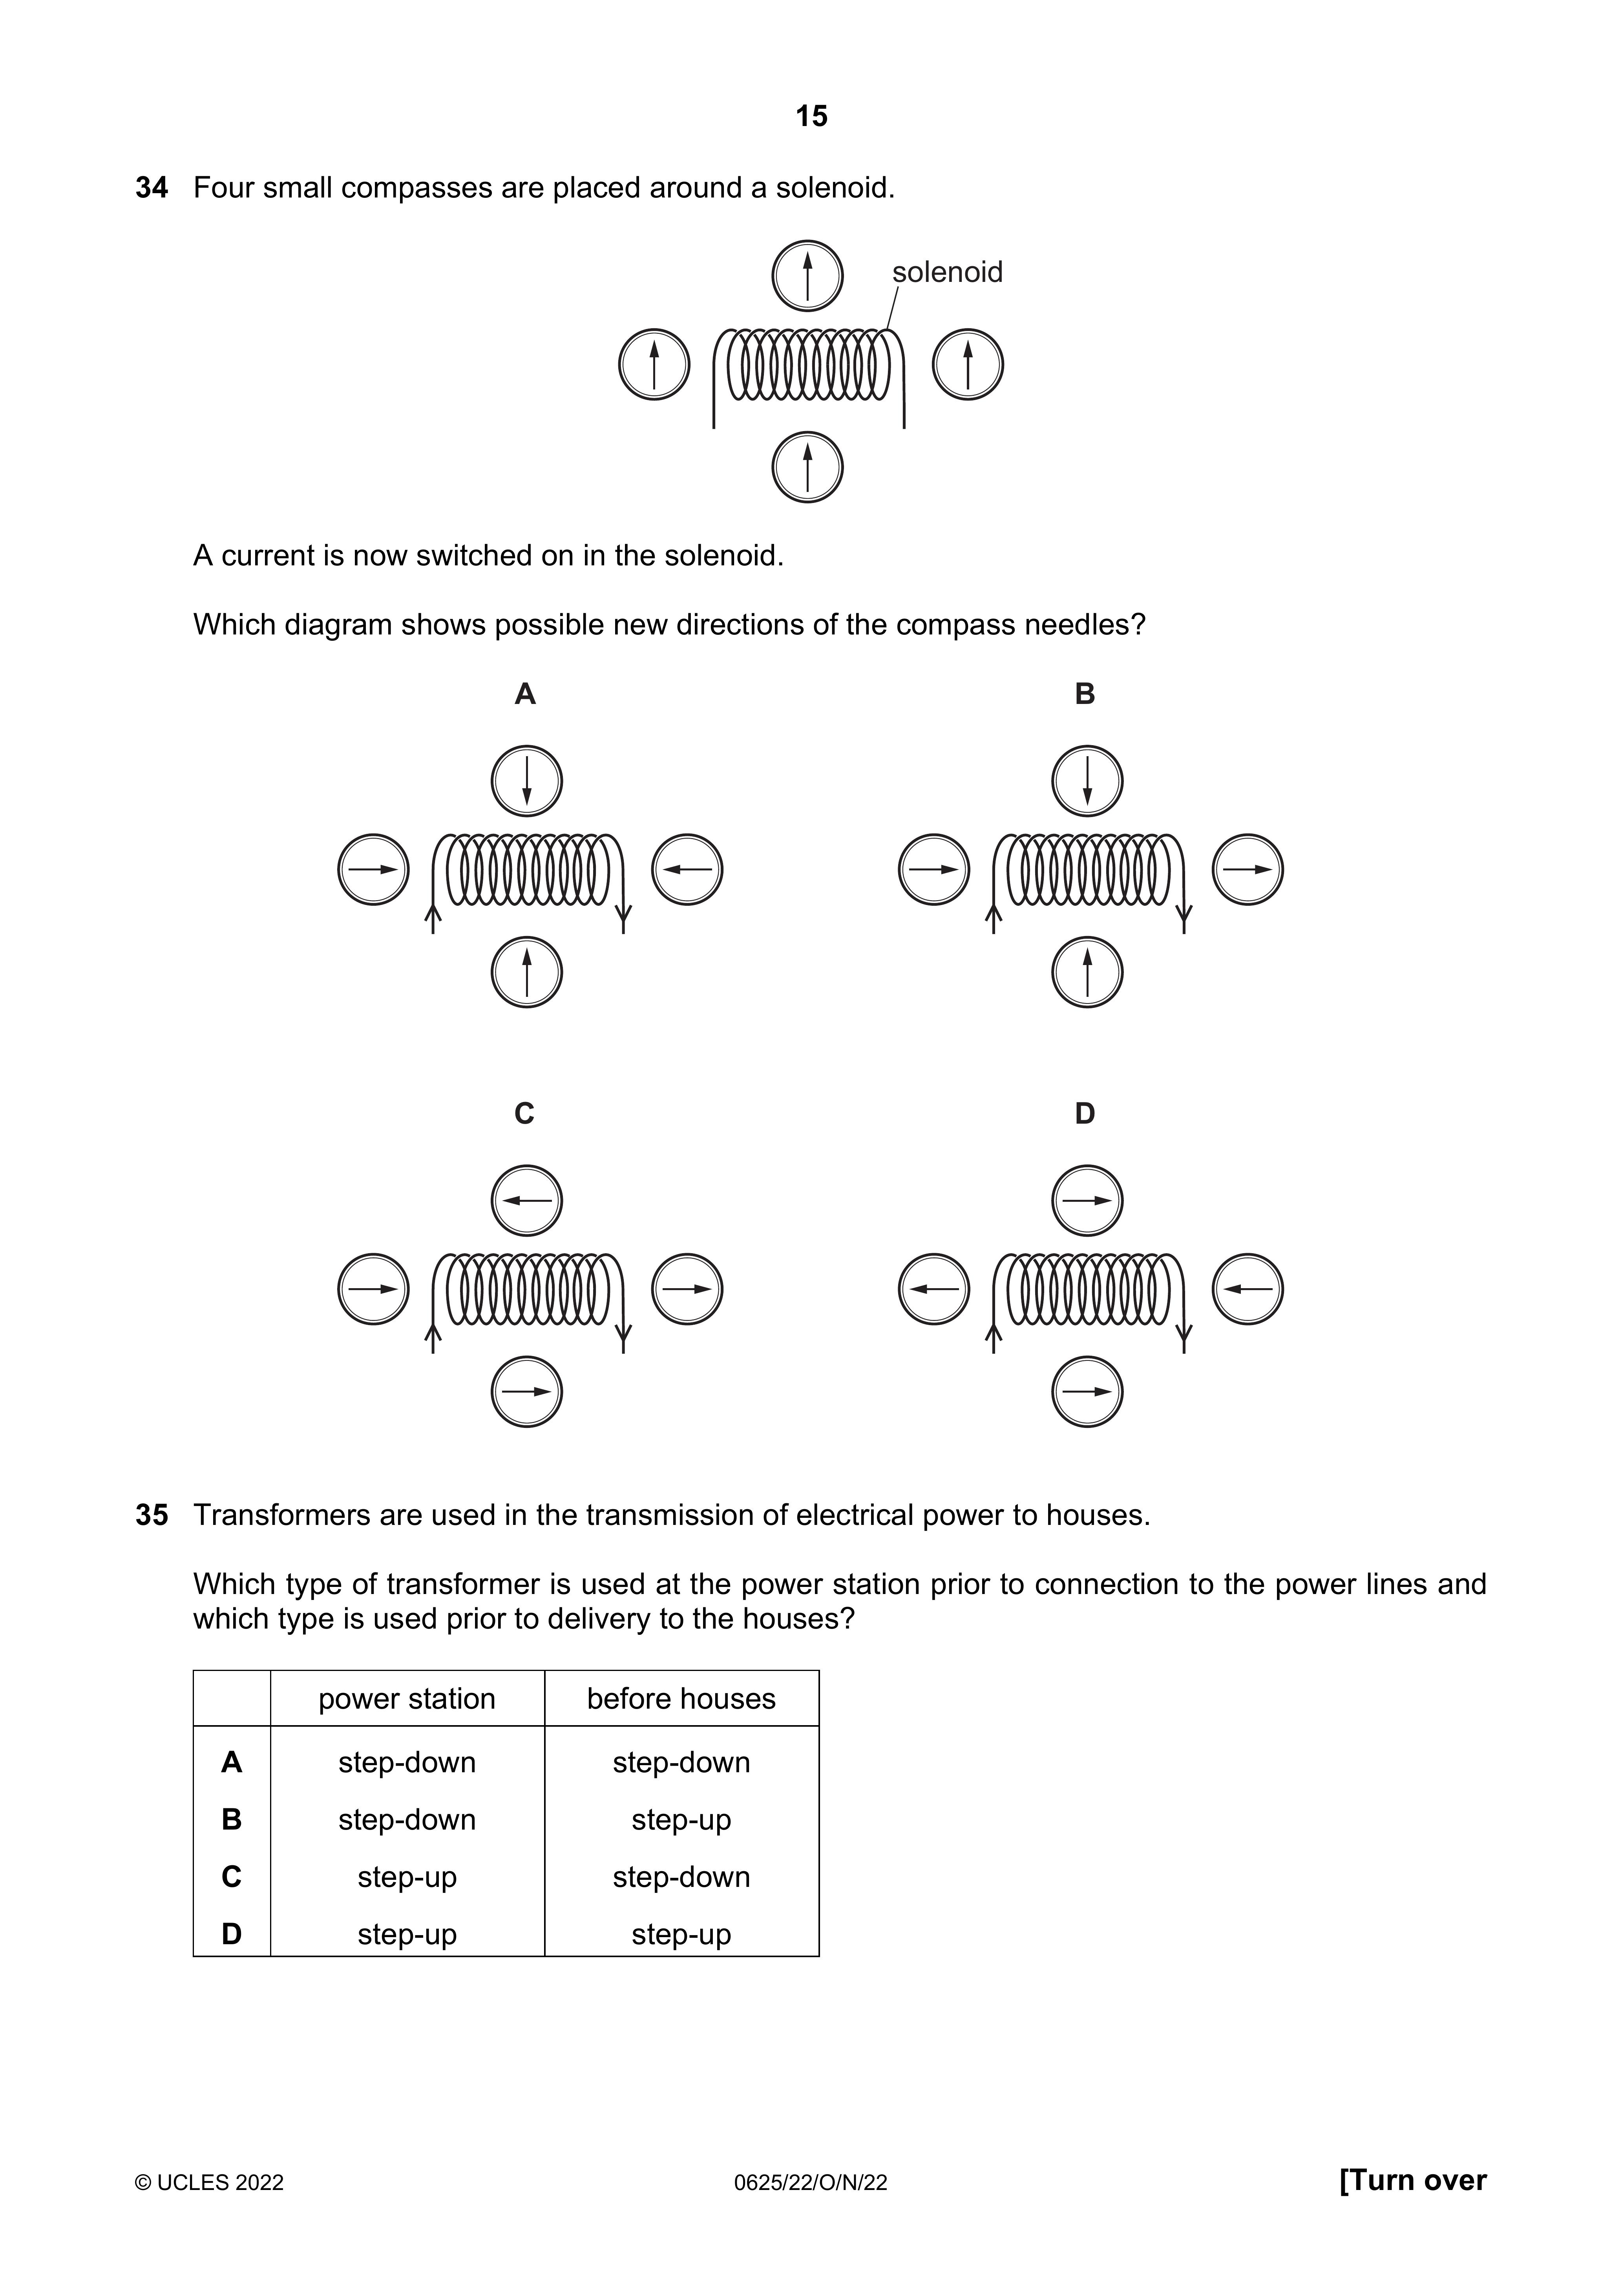 15
34 Four small compasses are placed around a solenoid.
solenoid
A current is now switched on in the solenoid.
Which diagram shows possible new directions of the compass needles?
A B
C D
35 Transformers are used in the transmission of electrical power to houses.
Which type of transformer is used at the power station prior to connection to the power lines and
which type is used prior to delivery to the houses?
power station before houses
A step-down step-down
B step-down step-up
C step-up step-down
D step-up step-up
© UCLES 2022 0625/22/O/N/22 [Turn over